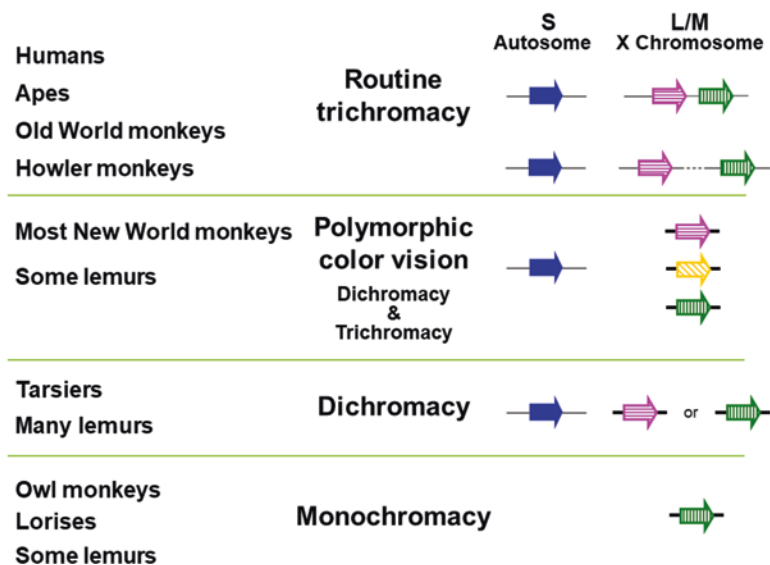 S
Autosome
L/M
X Chromosome
Humans
Apes
Old World monkeys
Howler monkeys
Routine
trichromacy
Most New World monkeys
Some lemurs
Polymorphic
color vision
Dichromacy
&
Trichromacy
Tarsiers
Many lemurs
Dichromacy
or
Owl monkeys
Lorises
Some lemurs
Monochromacy